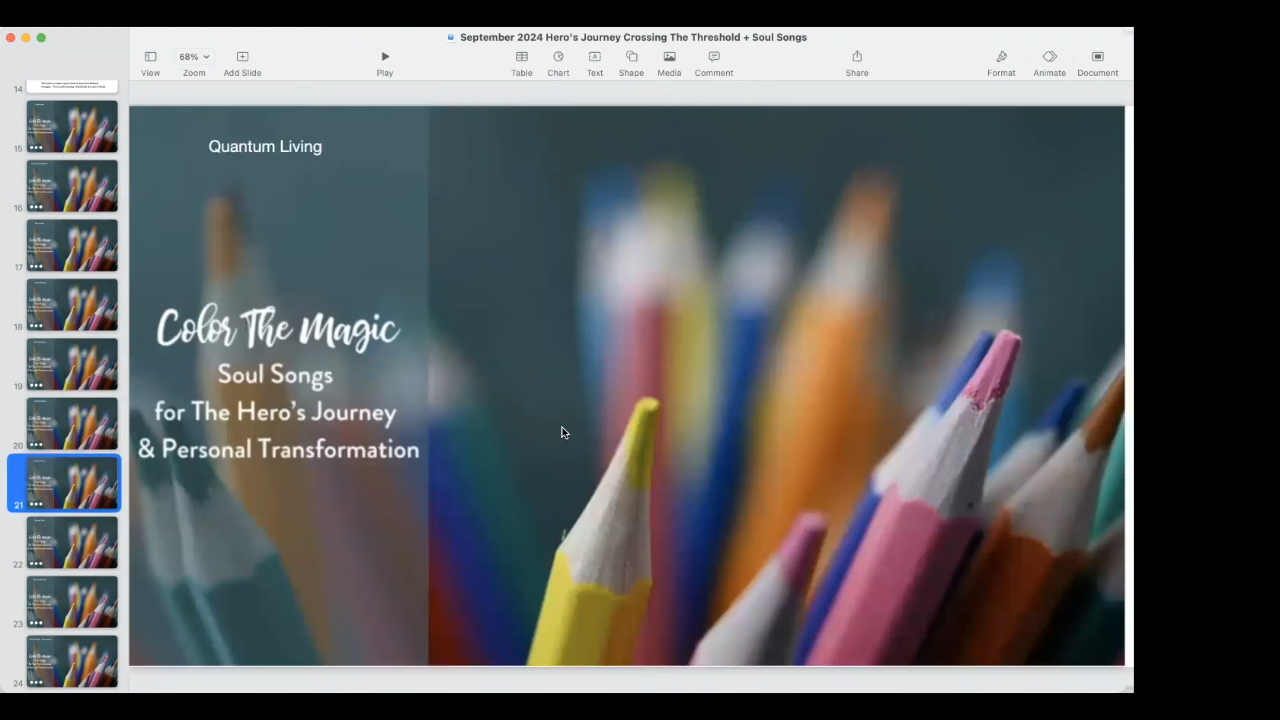 September 2024 Hero's Journey Crossing The Threshold + Soul Songs
68%
View
Zoom
Add Slide
Play
Table
Chart
Text
Shape
Media
Comment
Share
Format
Animate
Document
14
15
16
17
18
19
20
21
22
23
24
Quantum Living
Color The Magic
Soul Songs
for The Hero’s Journey
& Personal Transformation